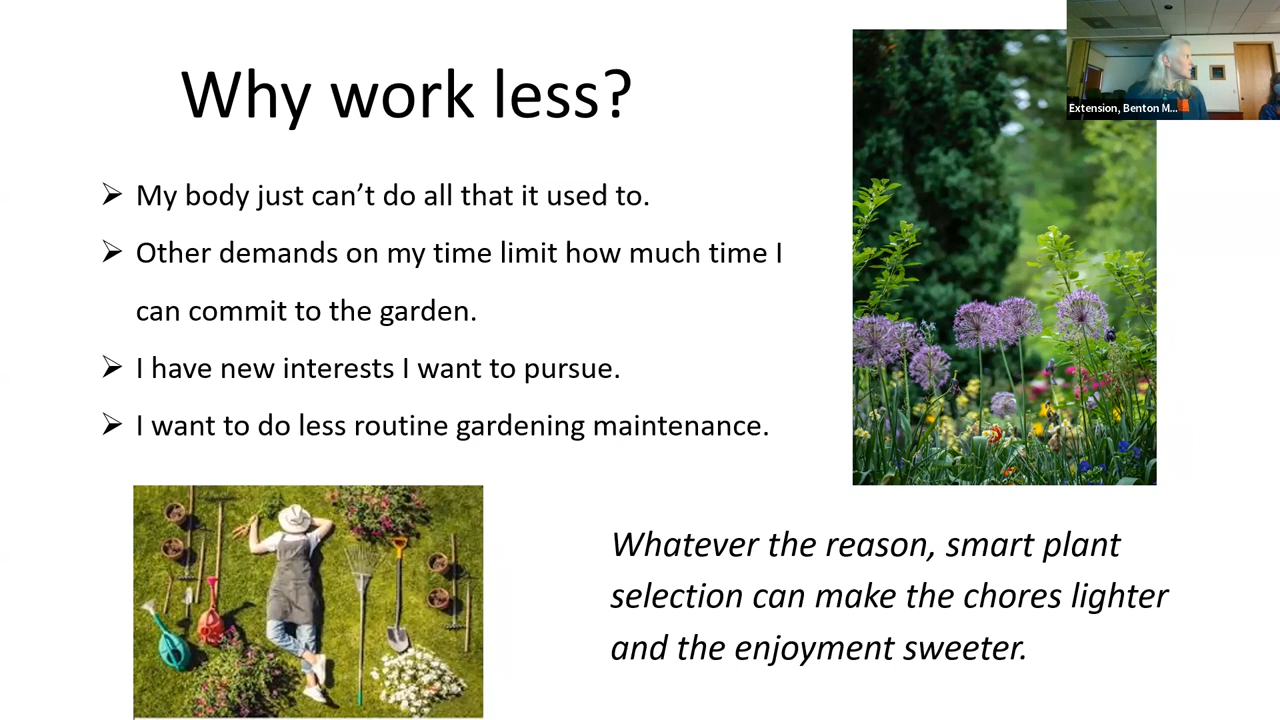 Why work less?
Extension, Benton M...
➢ My body just can’t do all that it used to.
➢ Other demands on my time limit how much time I
can commit to the garden.
➢ I have new interests I want to pursue.
➢ I want to do less routine gardening maintenance.
Whatever the reason, smart plant
selection can make the chores lighter
and the enjoyment sweeter.